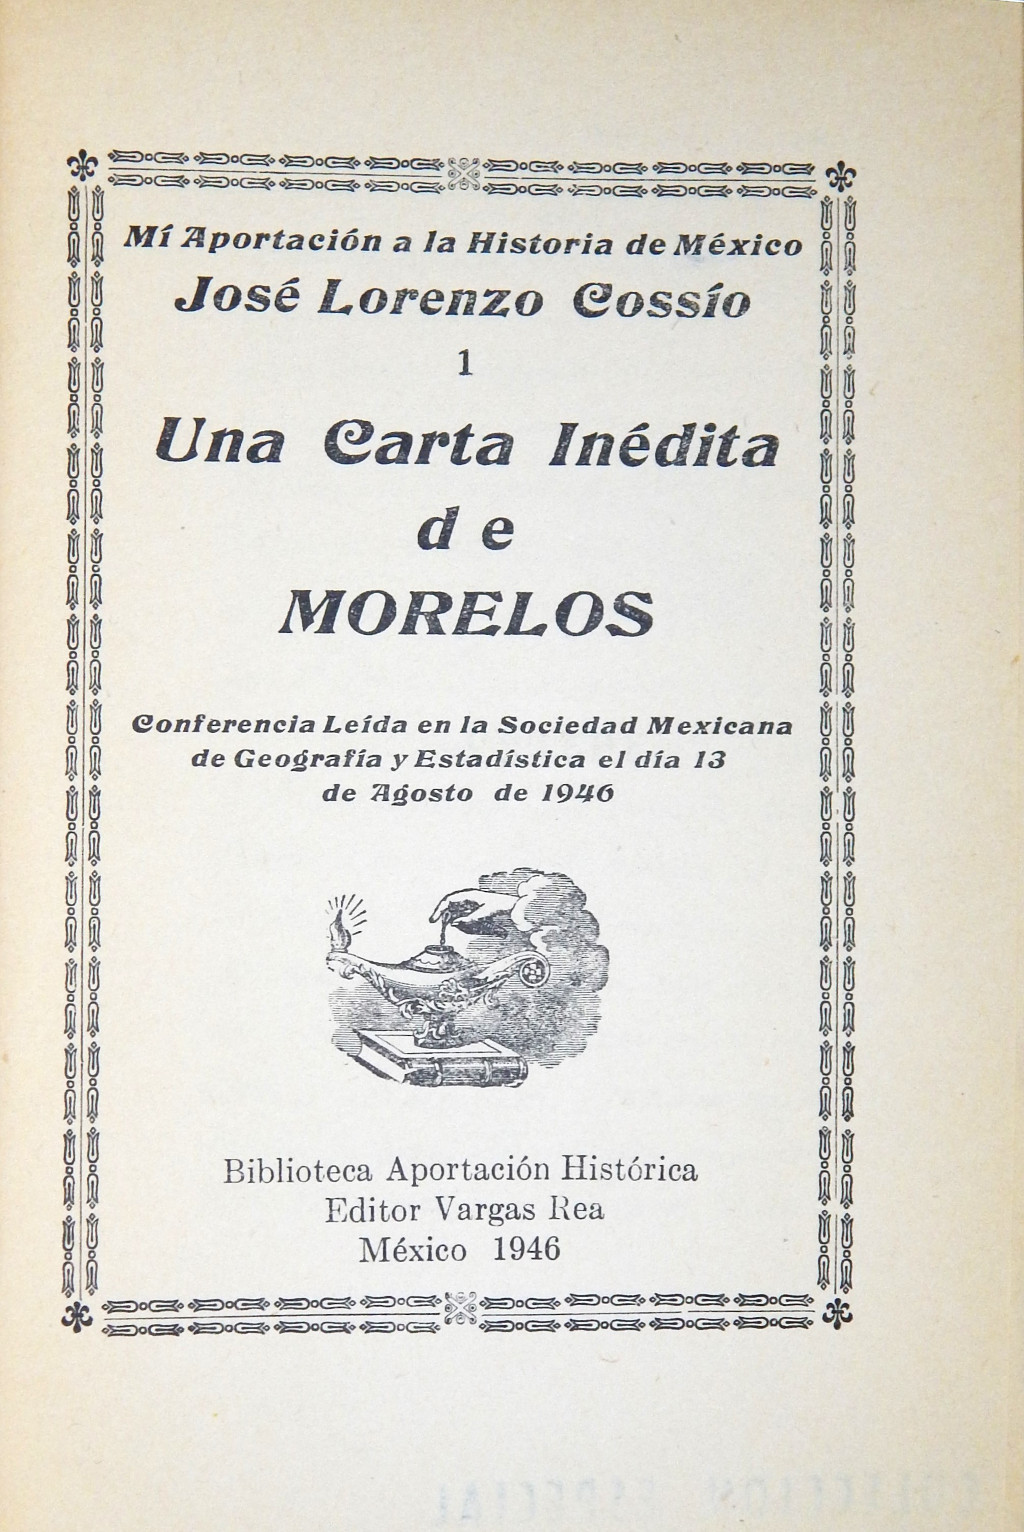 Mí Aportación a la Historia de México
José Lorenzo Cossío
1
Una Carta Inédita
de
MORELOS
Conferencia Leída en la Sociedad Mexicana
de Geografía y Estadística el día 13
de Agosto de 1946
Biblioteca Aportación Histórica
Editor Vargas Rea
México 1946
COLECCION ESPECIAL